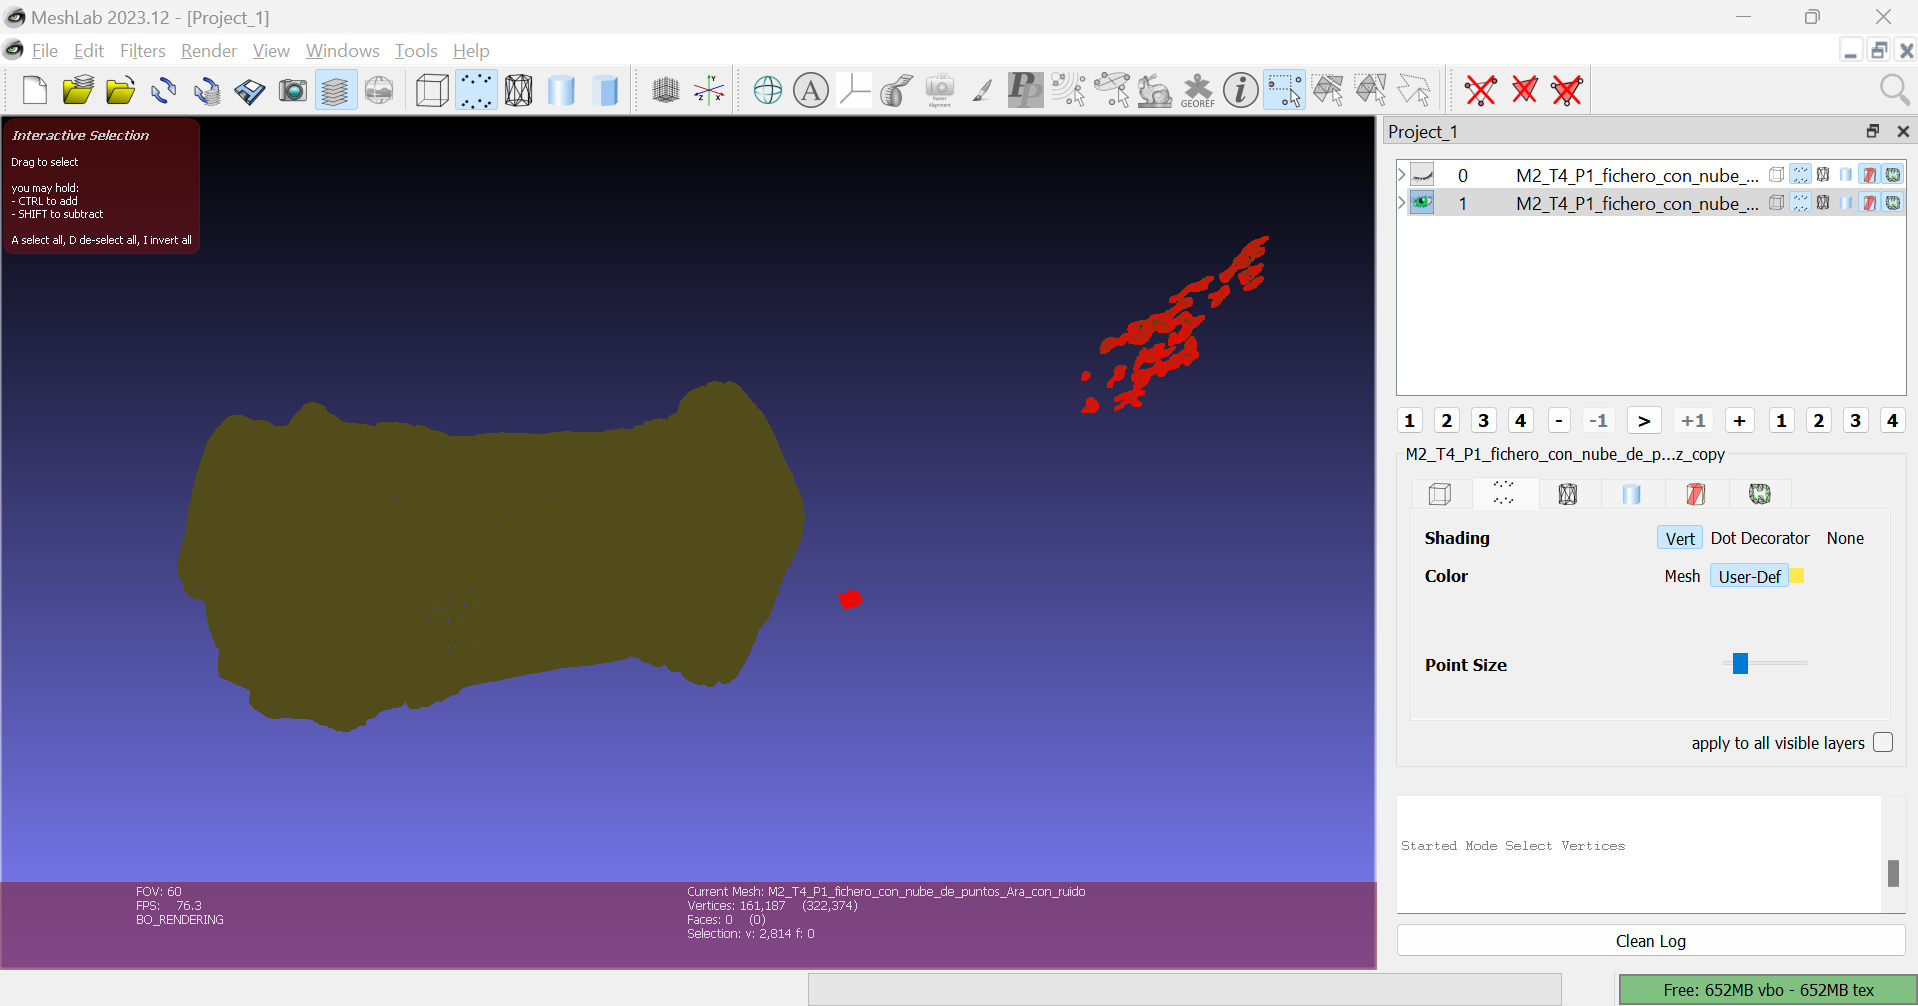 MeshLab 2023.12 - [Project_1]
File Edit Filters Render View Windows Tools Help
A
GEOREF
Interactive Selection
Drag to select
you may hold:
- CTRL to add
- SHIFT to subtract
A select all, D de-select all, I invert all
FOV: 60
FPS: 76.3
BO_RENDERING
Current Mesh: M2_T4_P1_fichero_con_nube_de_puntos_Ara_con_ruido
Vertices: 161,187 (322,374)
Faces: 0 (0)
Selection: v: 2,814 f: 0
Project_1
0 M2_T4_P1_fichero_con_nube_...
1 M2_T4_P1_fichero_con_nube_...
1 2 3 4 - -1 > +1 + 1 2 3 4
M2_T4_P1_fichero_con_nube_de_p...z_copy
Shading Vert Dot Decorator None
Color Mesh User-Def
Point Size
apply to all visible layers
Started Mode Select Vertices
Clean Log
Free: 652MB vbo - 652MB tex